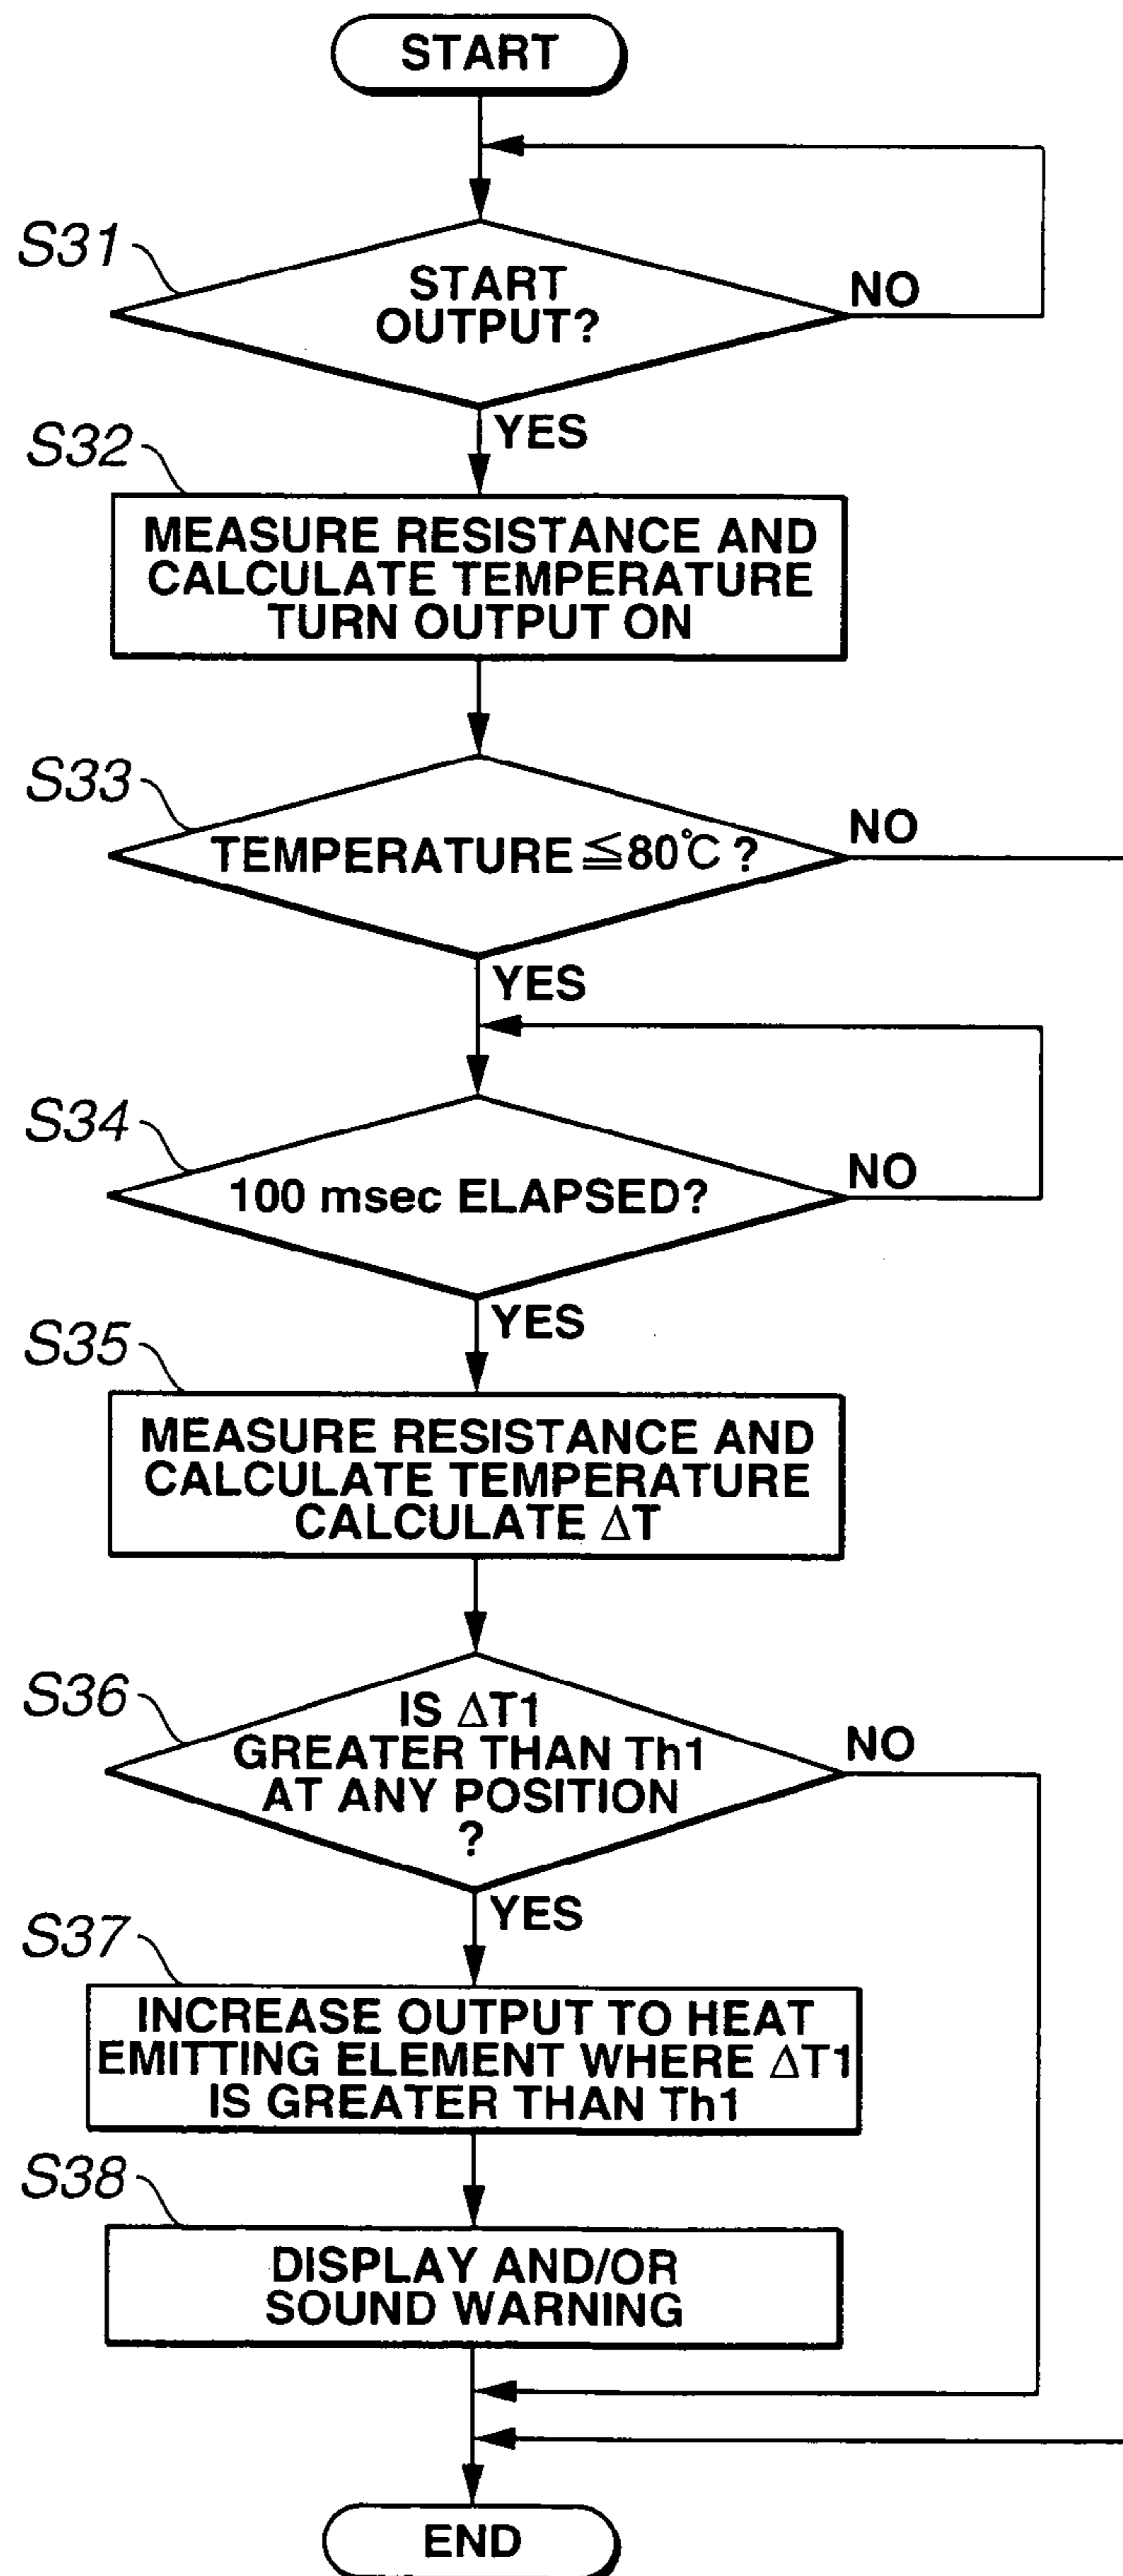 START
S31
START
OUTPUT?
NO
YES
S32
MEASURE RESISTANCE AND
CALCULATE TEMPERATURE
TURN OUTPUT ON
S33
TEMPERATURE ≦80℃ ?
NO
YES
S34
100 msec ELAPSED?
NO
YES
S35
MEASURE RESISTANCE AND
CALCULATE TEMPERATURE
CALCULATE ΔT
S36
IS ΔT1
GREATER THAN Th1
AT ANY POSITION
?
NO
YES
S37
INCREASE OUTPUT TO HEAT
EMITTING ELEMENT WHERE ΔT1
IS GREATER THAN Th1
S38
DISPLAY AND/OR
SOUND WARNING
END